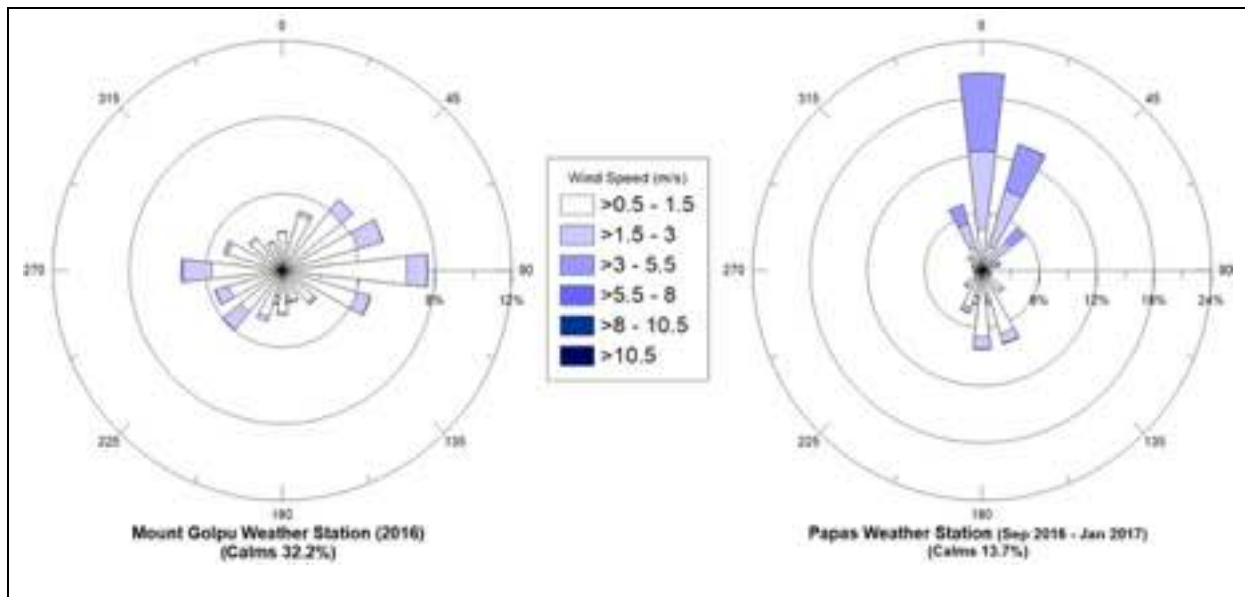 0
45
90
135
180
225
270
315
8%
12%
Mount Golpu Weather Station (2016)
(Calms 32.2%)
Wind Speed (m/s)
>0.5 - 1.5
>1.5 - 3
>3 - 5.5
>5.5 - 8
>8 - 10.5
>10.5
0
45
90
135
180
225
270
315
6%
12%
18%
24%
Papas Weather Station (Sep 2016 - Jan 2017)
(Calms 13.7%)